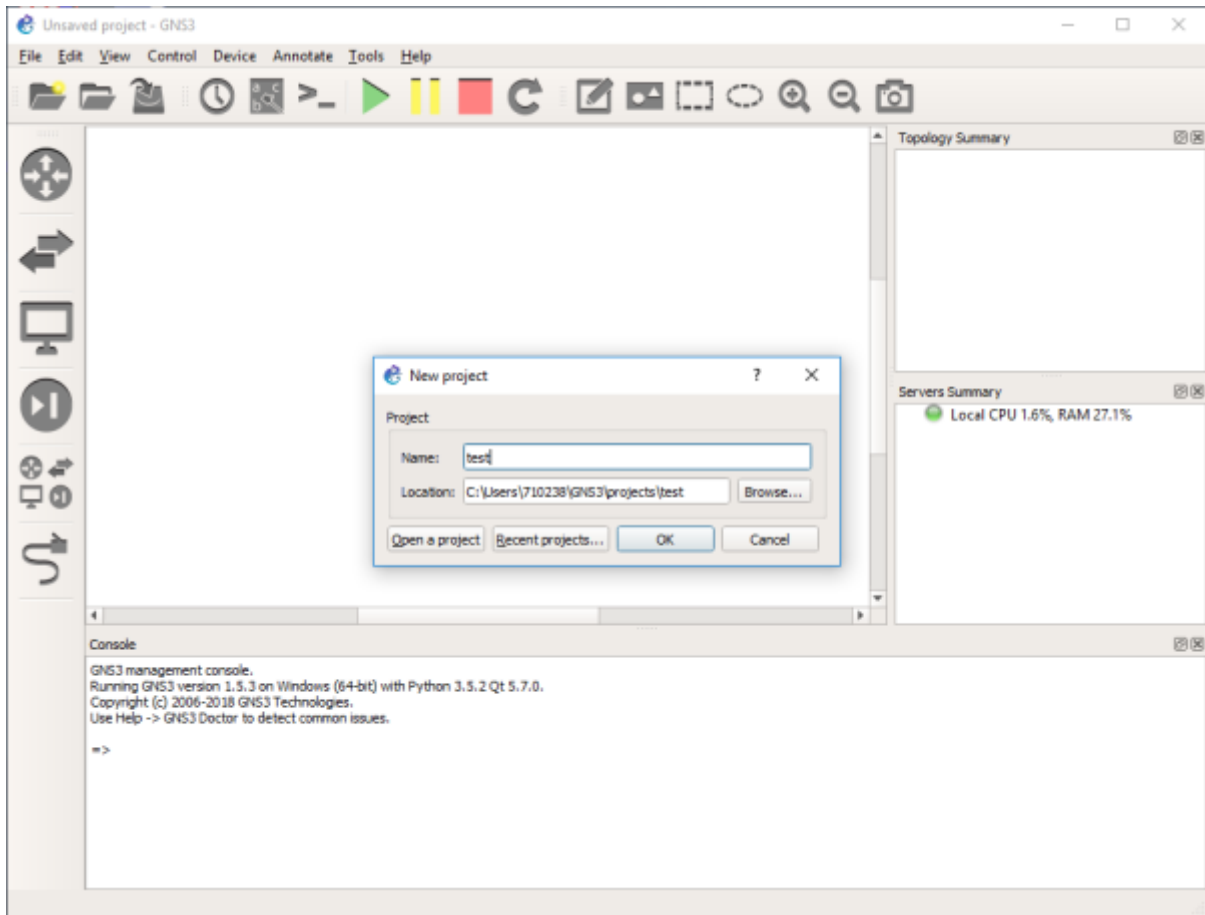 Unsaved project - GNS3
File Edit View Control Device Annotate Tools Help
Topology Summary
New project
?
Project
Name: test
Location: C:\Users\710238\GNS3\projects\test Browse...
Open a project Recent projects... OK Cancel
Servers Summary
Local CPU 1.6%, RAM 27.1%
Console
GNS3 management console.
Running GNS3 version 1.5.3 on Windows (64-bit) with Python 3.5.2 Qt 5.7.0.
Copyright (c) 2006-2018 GNS3 Technologies.
Use Help -> GNS3 Doctor to detect common issues.
=>